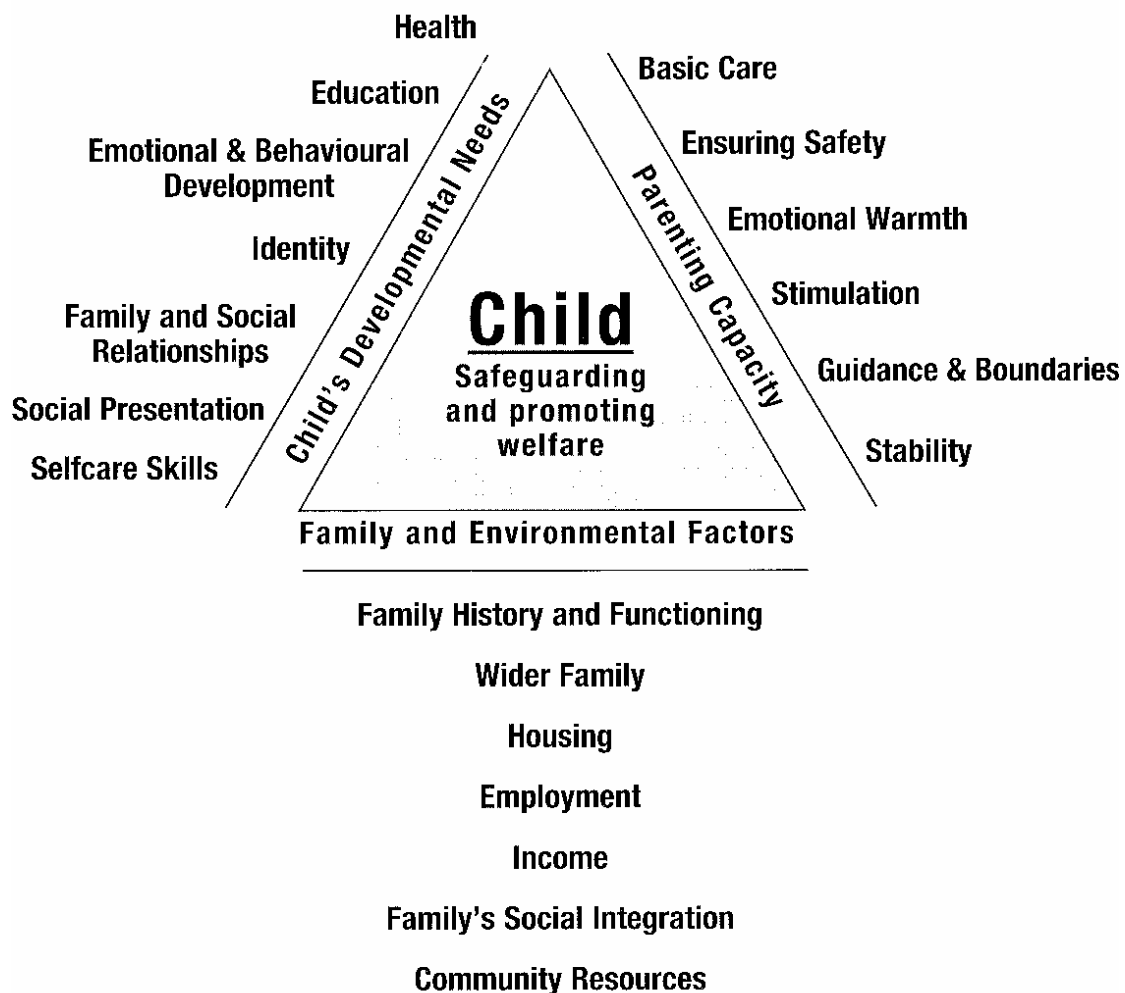 Health
Education
Emotional & Behavioural
Development
Identity
Family and Social
Relationships
Social Presentation
Selfcare Skills
Child's Developmental Needs
Basic Care
Ensuring Safety
Emotional Warmth
Stimulation
Guidance & Boundaries
Stability
Parenting Capacity
Child
Safeguarding
and promoting
welfare
Family and Environmental Factors
Family History and Functioning
Wider Family
Housing
Employment
Income
Family's Social Integration
Community Resources